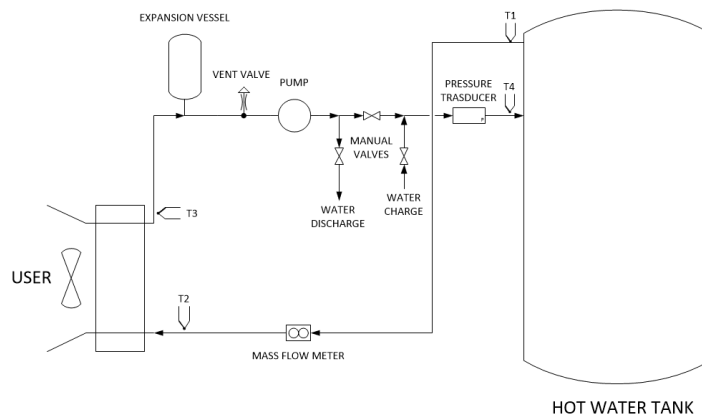 EXPANSION VESSEL
T1
VENT VALVE
PUMP
PRESSURE
TRASDUCER
T4
P
MANUAL
VALVES
WATER
DISCHARGE
WATER
CHARGE
T3
USER
T2
MASS FLOW METER
HOT WATER TANK